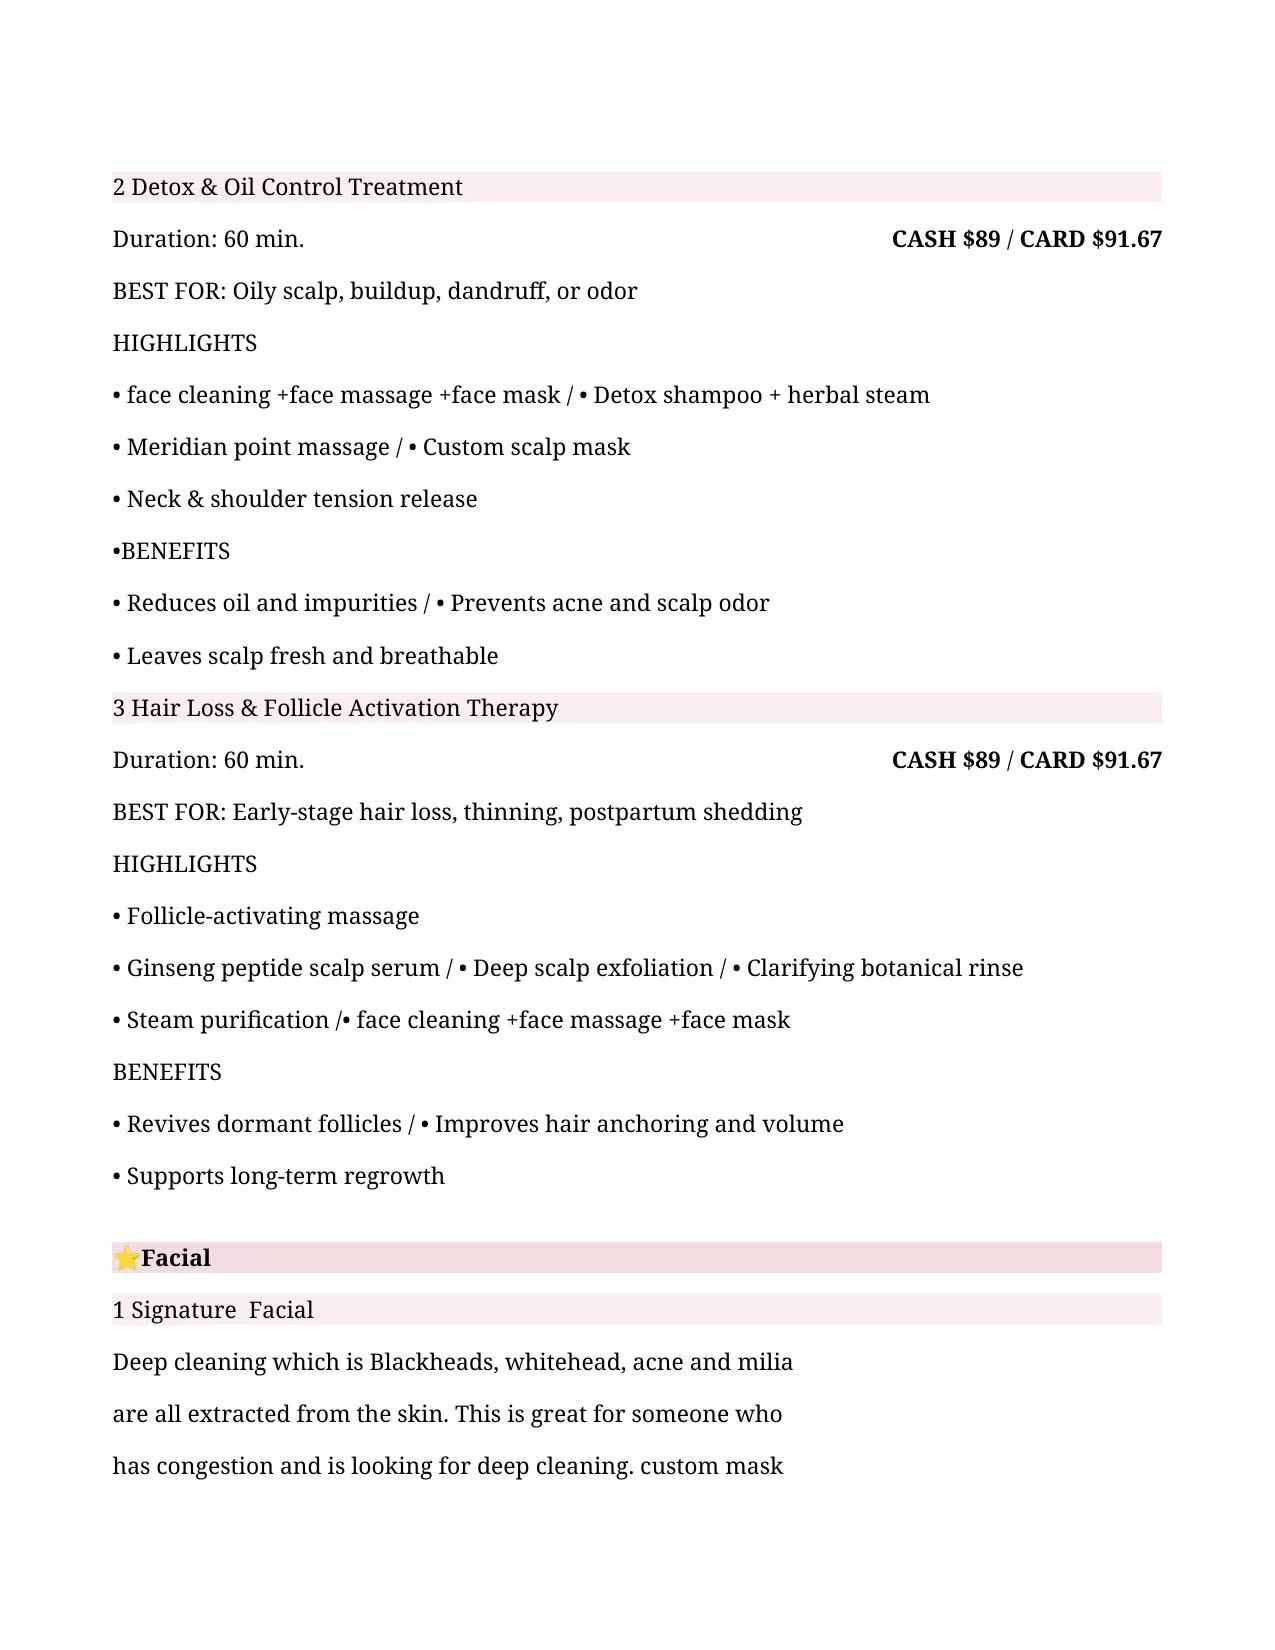 2 Detox & Oil Control Treatment
Duration: 60 min. CASH $89 / CARD $91.67
BEST FOR: Oily scalp, buildup, dandruff, or odor
HIGHLIGHTS
• face cleaning +face massage +face mask / • Detox shampoo + herbal steam
• Meridian point massage / • Custom scalp mask
• Neck & shoulder tension release
•BENEFITS
• Reduces oil and impurities / • Prevents acne and scalp odor
• Leaves scalp fresh and breathable
3 Hair Loss & Follicle Activation Therapy
Duration: 60 min. CASH $89 / CARD $91.67
BEST FOR: Early-stage hair loss, thinning, postpartum shedding
HIGHLIGHTS
• Follicle-activating massage
• Ginseng peptide scalp serum / • Deep scalp exfoliation / • Clarifying botanical rinse
• Steam purification /• face cleaning +face massage +face mask
BENEFITS
• Revives dormant follicles / • Improves hair anchoring and volume
• Supports long-term regrowth
⭐Facial
1 Signature  Facial
Deep cleaning which is Blackheads, whitehead, acne and milia
are all extracted from the skin. This is great for someone who
has congestion and is looking for deep cleaning. custom mask